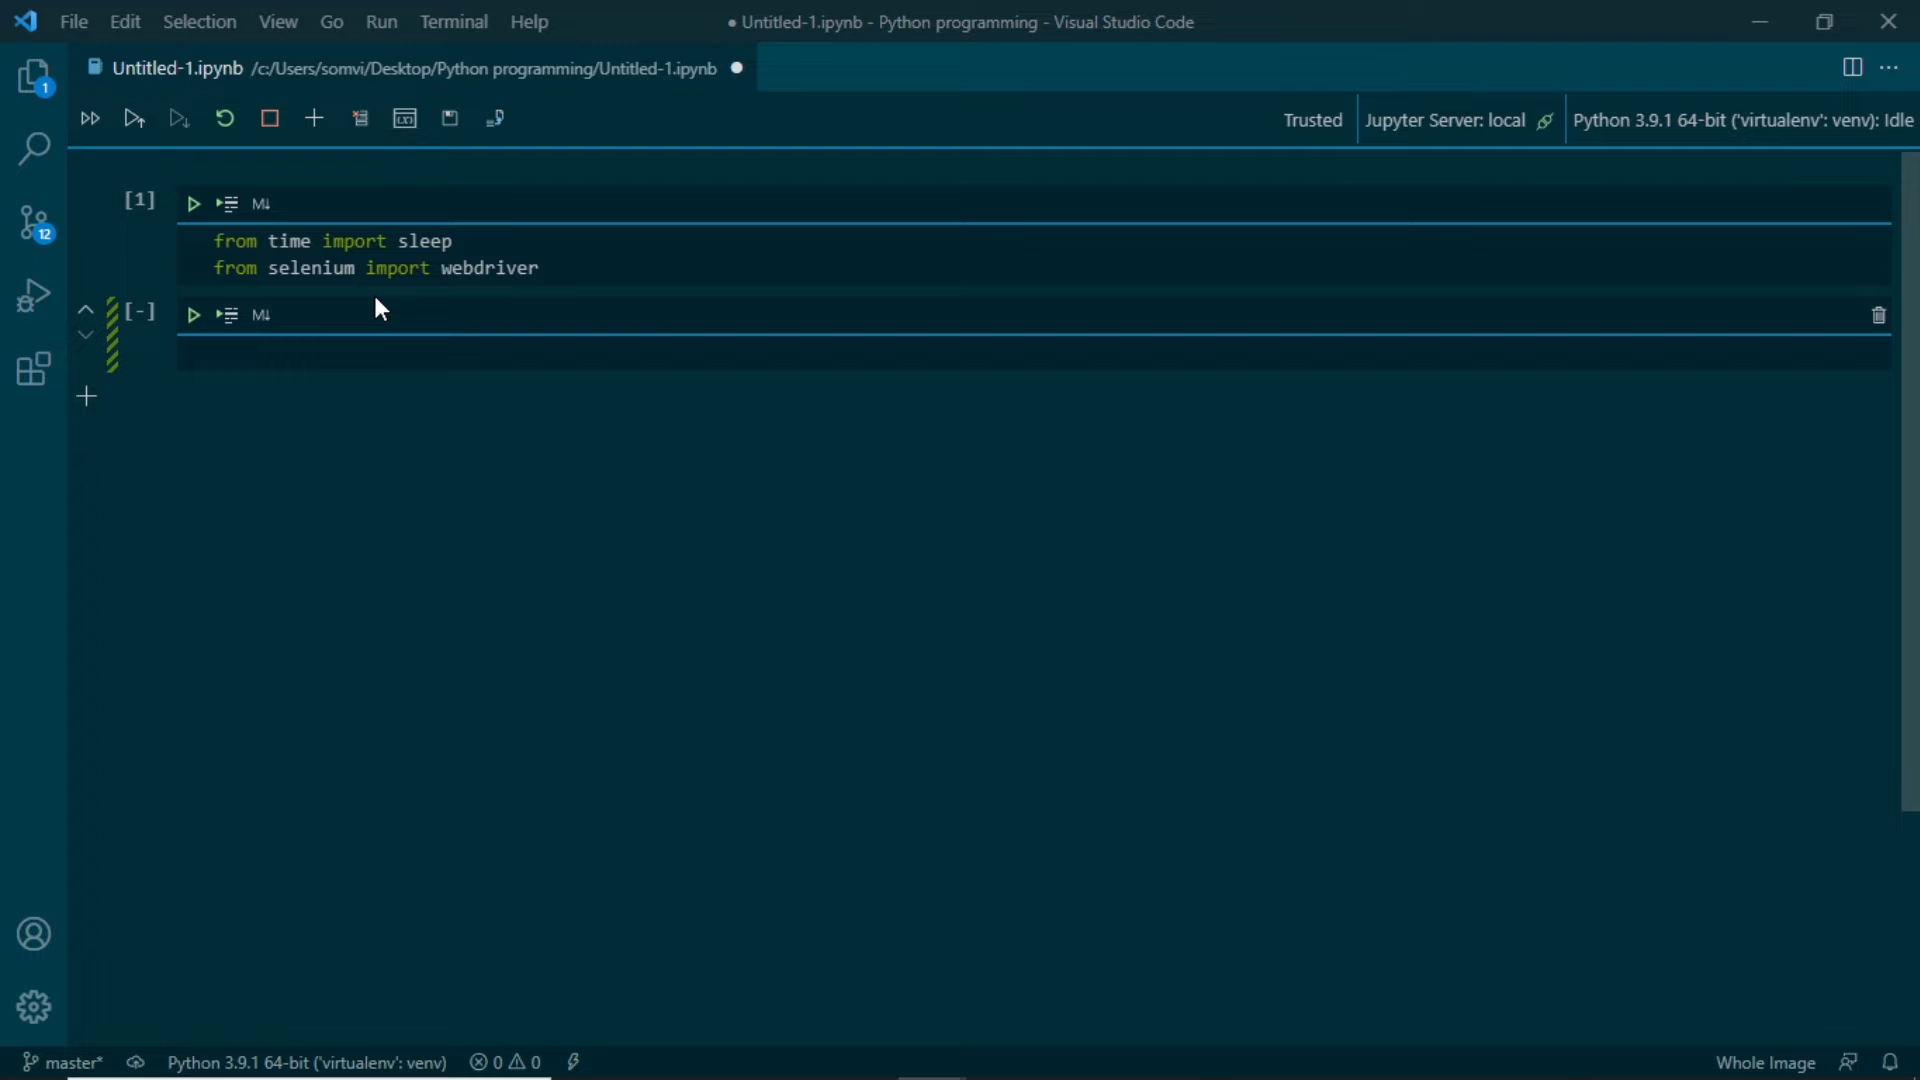 File Edit Selection View Go Run Terminal Help
● Untitled-1.ipynb - Python programming - Visual Studio Code
Untitled-1.ipynb /c:/Users/somvi/Desktop/Python programming/Untitled-1.ipynb
1
Trusted
Jupyter Server: local
Python 3.9.1 64-bit ('virtualenv': venv): Idle
12
[1]
M↓
from time import sleep
from selenium import webdriver
[-]
M↓
master*
Python 3.9.1 64-bit ('virtualenv': venv)
0 0
Whole Image